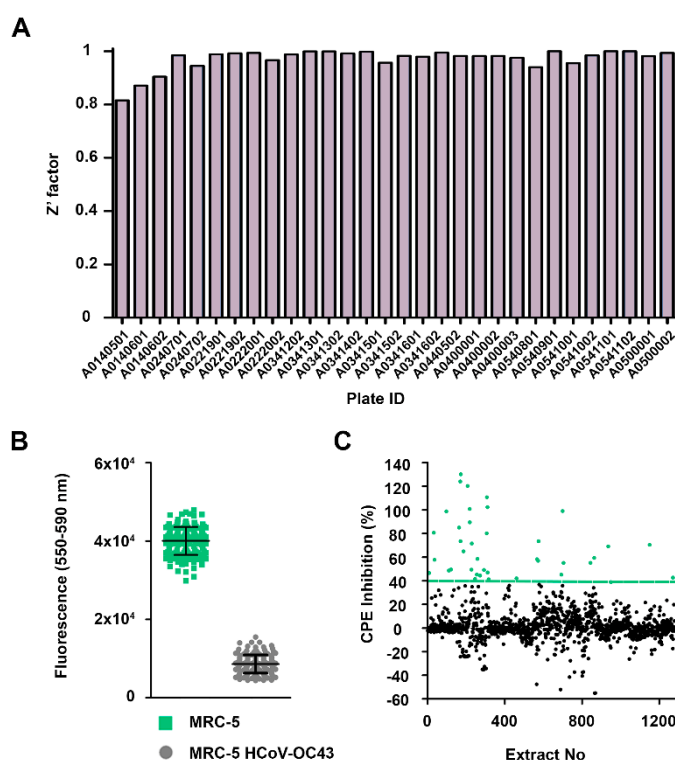 A
Z' factor
1
0.8
0.6
0.4
0.2
0
A0140501
A0140601
A0140602
A0240701
A0240702
A0221901
A0221902
A0222001
A0222002
A0341202
A0341301
A0341302
A0341402
A0341501
A0341502
A0341601
A0341602
A0440502
A0400001
A0400002
A0400003
A0540801
A0540901
A0541001
A0541002
A0541101
A0541102
A0500001
A0500002
Plate ID
B
Fluorescence (550-590 nm)
6x10⁴
4x10⁴
2x10⁴
0
MRC-5
MRC-5 HCoV-OC43
C
CPE Inhibition (%)
140
120
100
80
60
40
20
0
-20
-40
-60
0 400 800 1200
Extract No